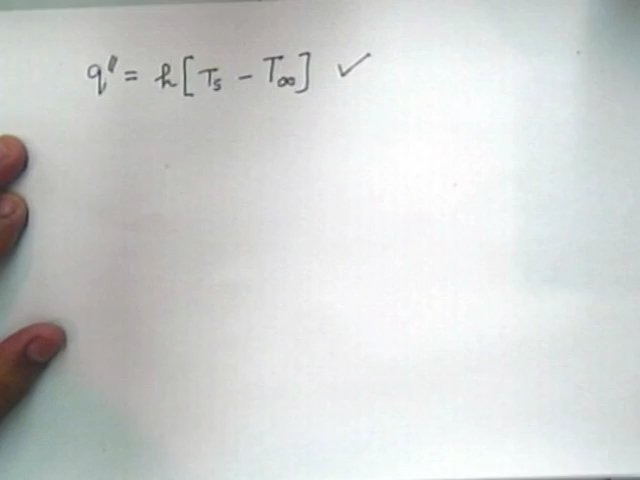 q" = h[Ts - T∞] ✓